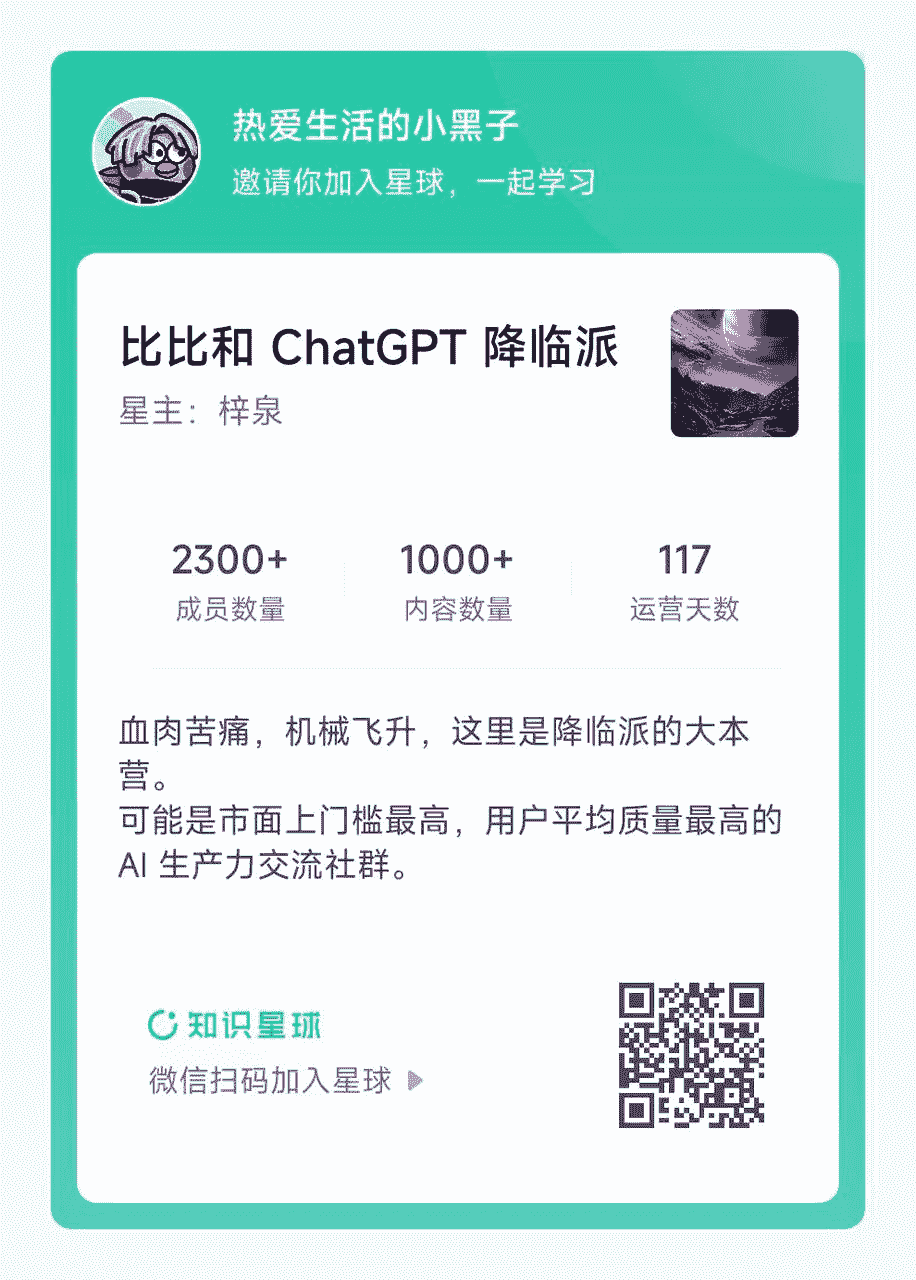 热爱生活的小黑子
邀请你加入星球，一起学习
比比和 ChatGPT 降临派
星主：梓泉
2300+
1000+
117
成员数量
内容数量
运营天数
血肉苦痛，机械飞升，这里是降临派的大本
营。
可能是市面上门槛最高，用户平均质量最高的
AI 生产力交流社群。
知识星球
微信扫码加入星球